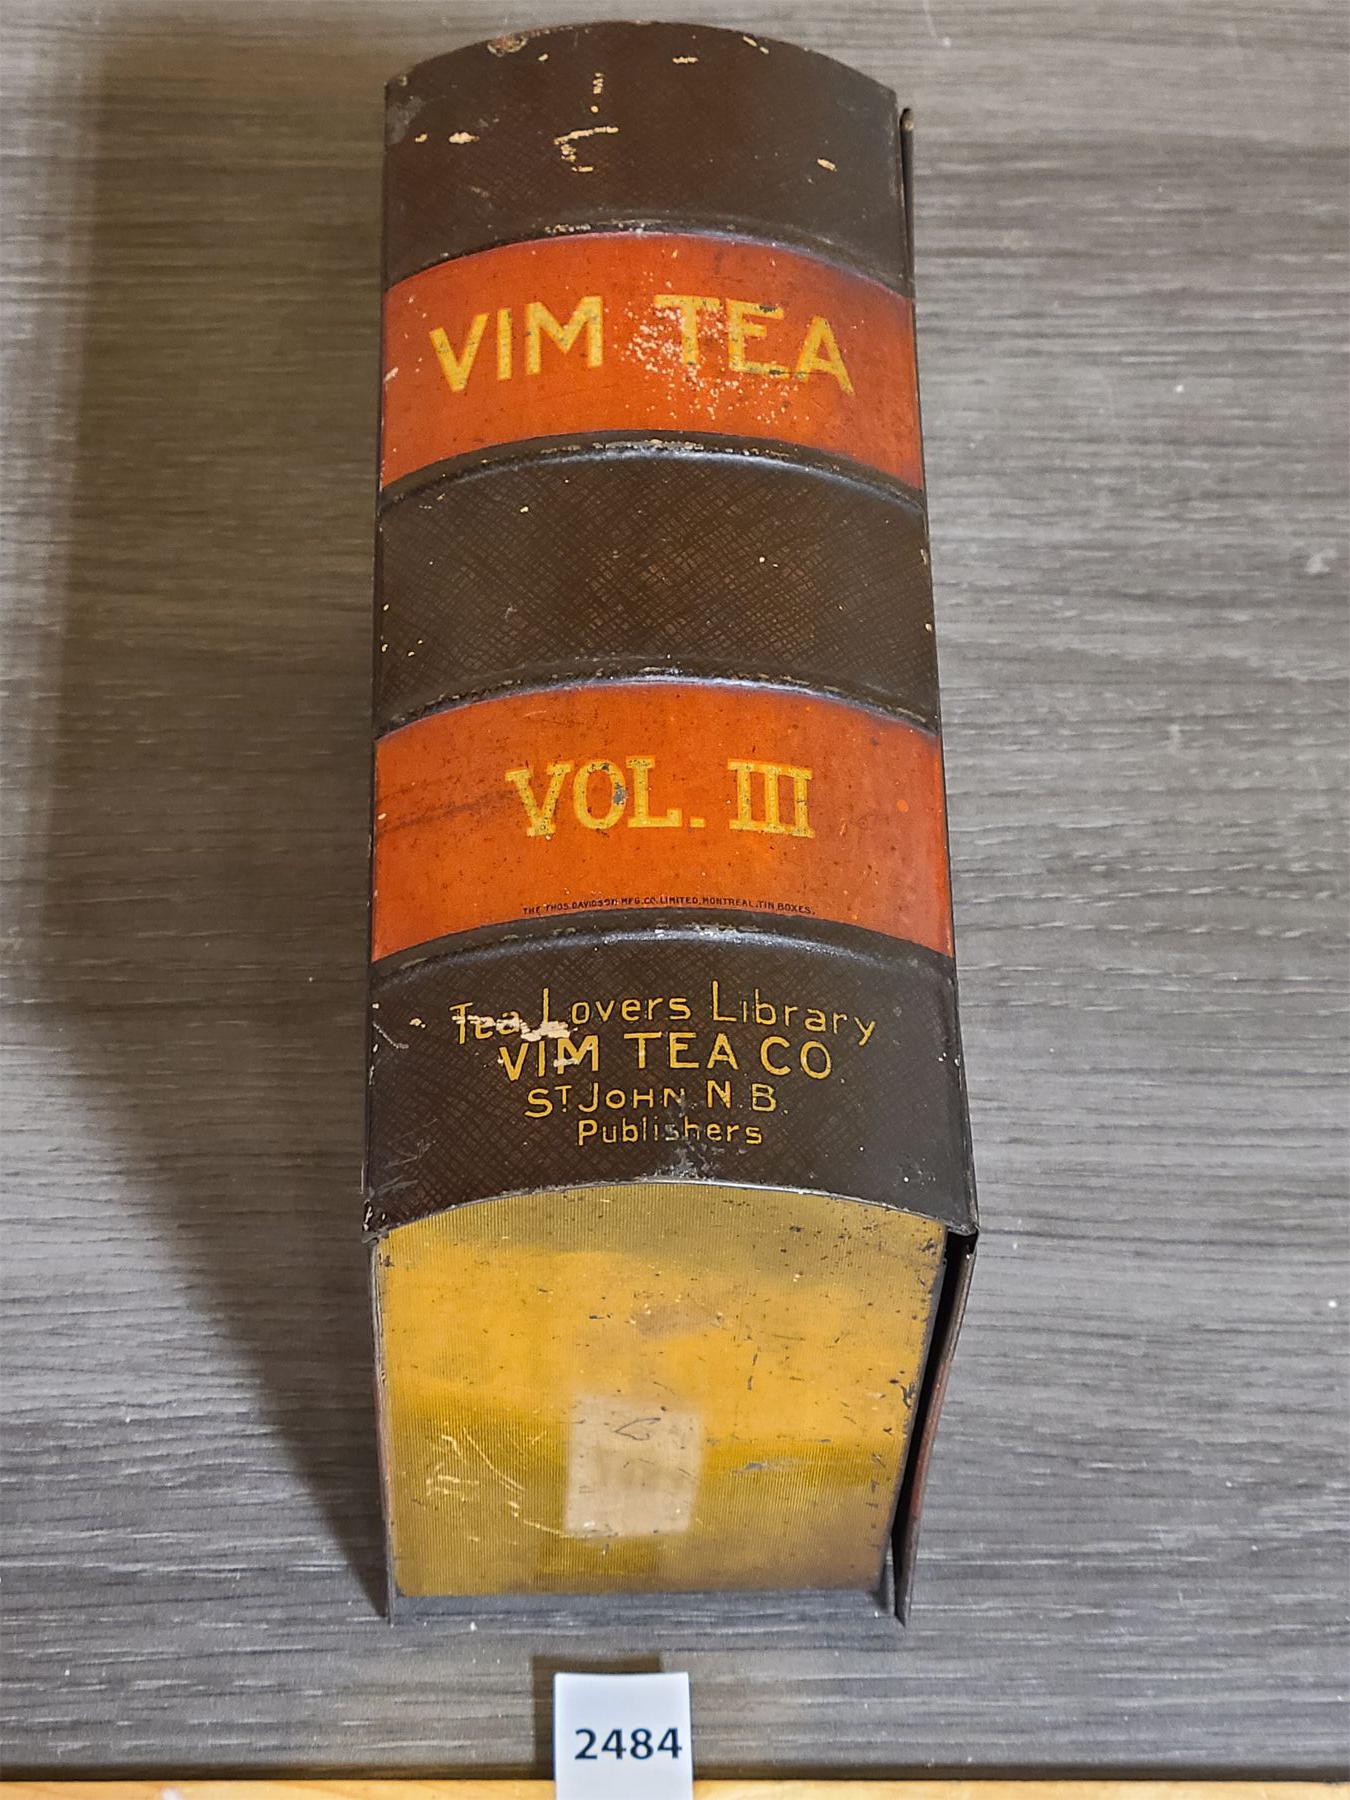 VIM TEA
VOL. III
THE THOS. DAVIDSON MFG. CO. LIMITED, MONTREAL. TIN BOXES.
Tea Lovers Library
VIM TEA CO
ST JOHN N.B.
Publishers
2484